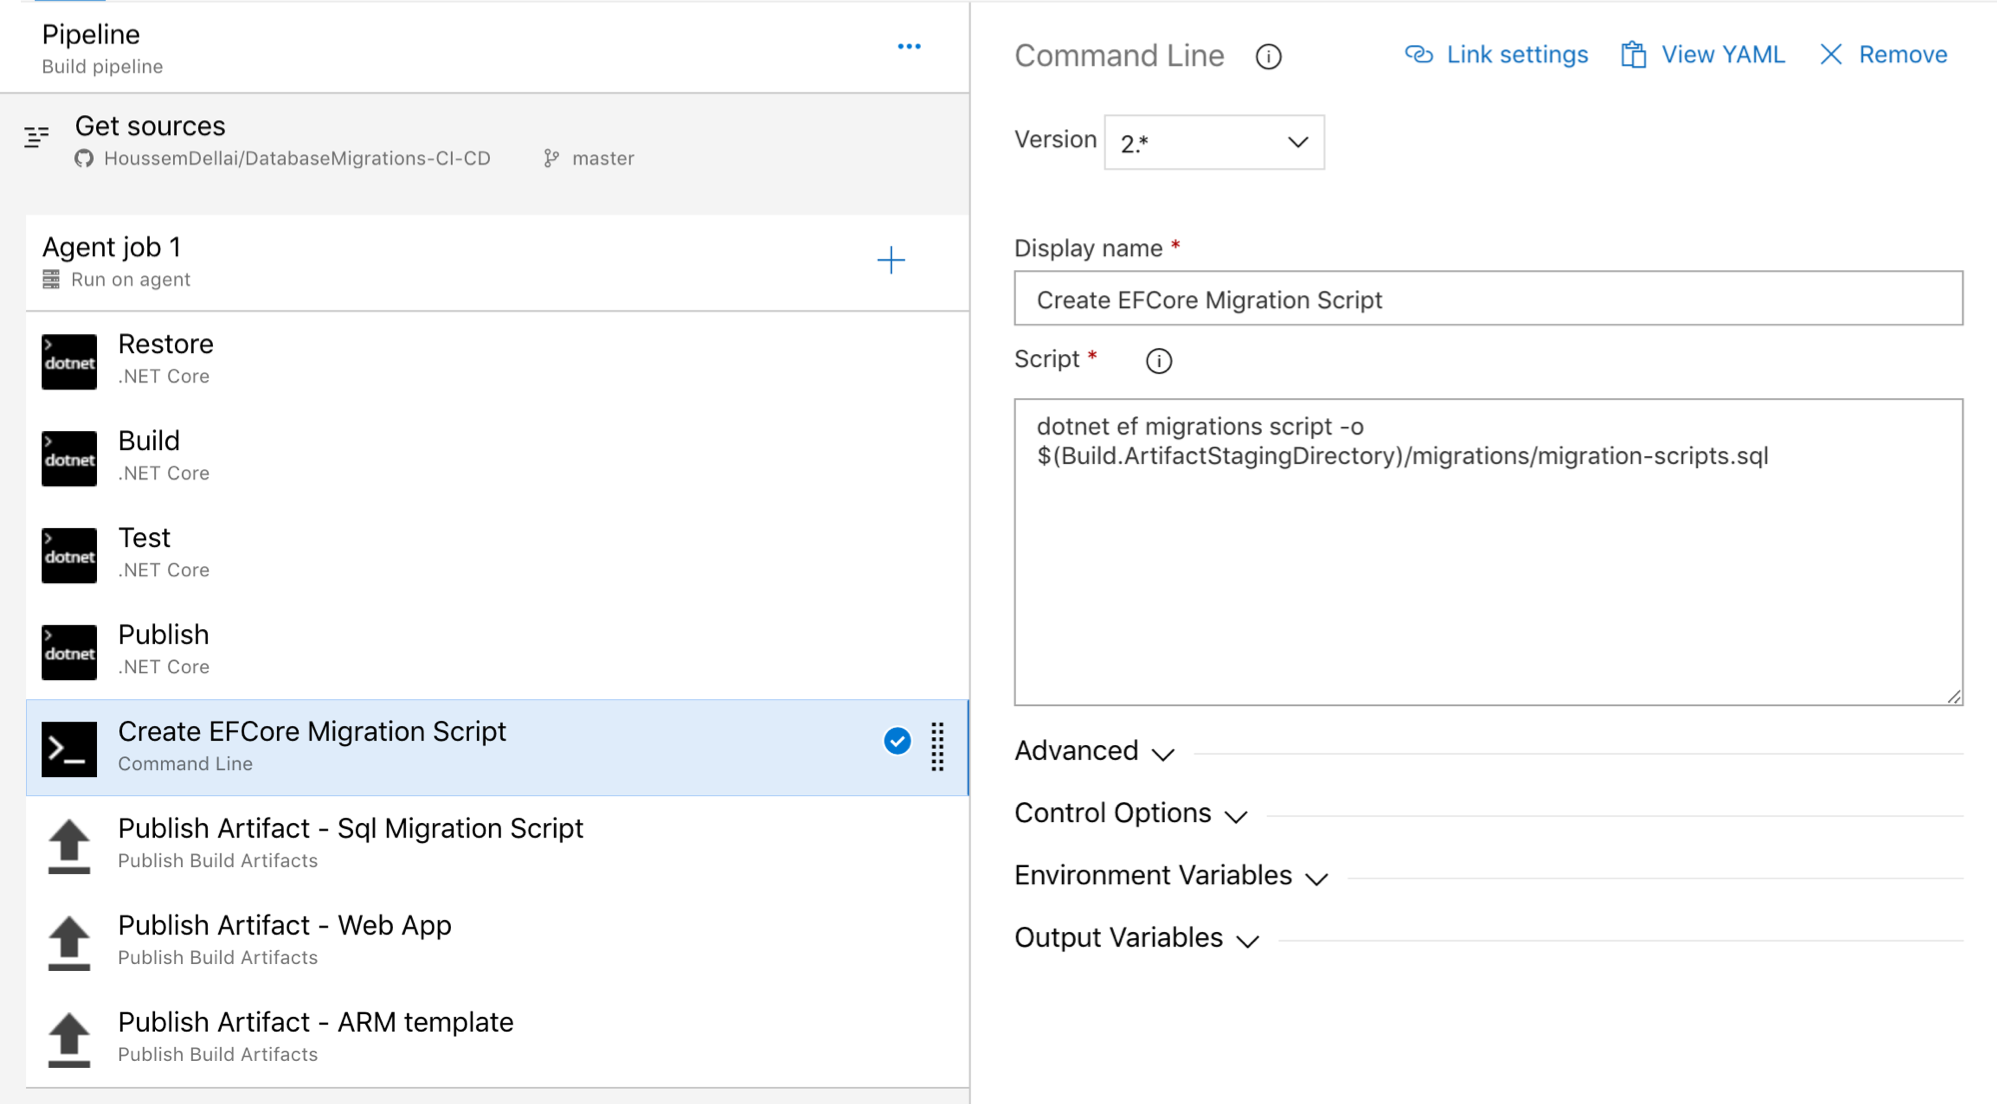 Pipeline
Build pipeline
Get sources
HoussemDellai/DatabaseMigrations-CI-CD master
Agent job 1
Run on agent
dotnet
Restore
.NET Core
dotnet
Build
.NET Core
dotnet
Test
.NET Core
dotnet
Publish
.NET Core
Create EFCore Migration Script
Command Line
Publish Artifact - Sql Migration Script
Publish Build Artifacts
Publish Artifact - Web App
Publish Build Artifacts
Publish Artifact - ARM template
Publish Build Artifacts
Command Line
Link settings View YAML Remove
Version 2.*
Display name *
Create EFCore Migration Script
Script *
dotnet ef migrations script -o
$(Build.ArtifactStagingDirectory)/migrations/migration-scripts.sql
Advanced
Control Options
Environment Variables
Output Variables